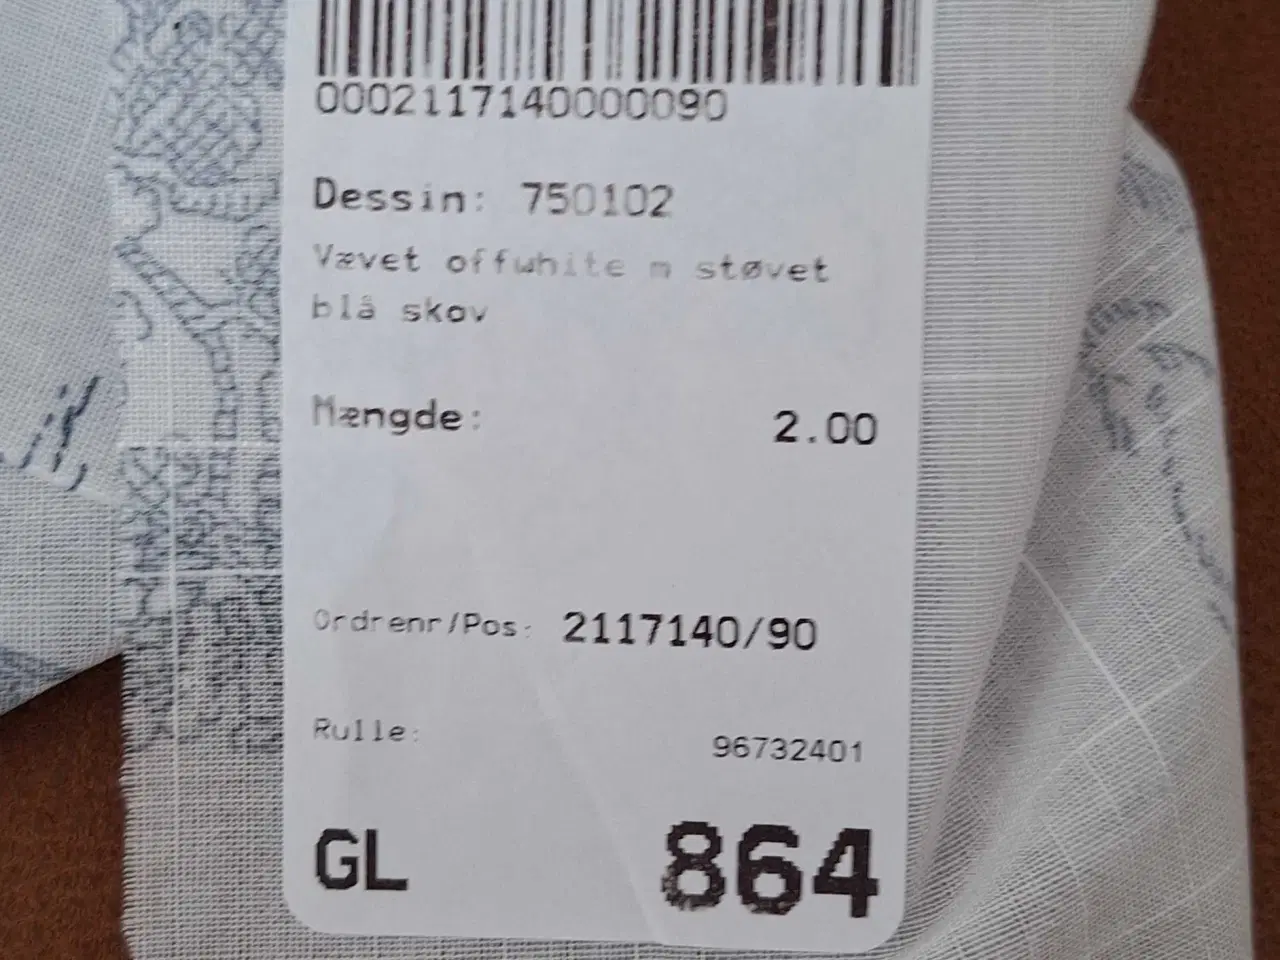 0002117140000090
Dessin: 750102
Vævet offwhite m støvet
blå skov
Mængde: 2.00
Ordrenr/Pos: 2117140/90
Rulle: 96732401
GL 864